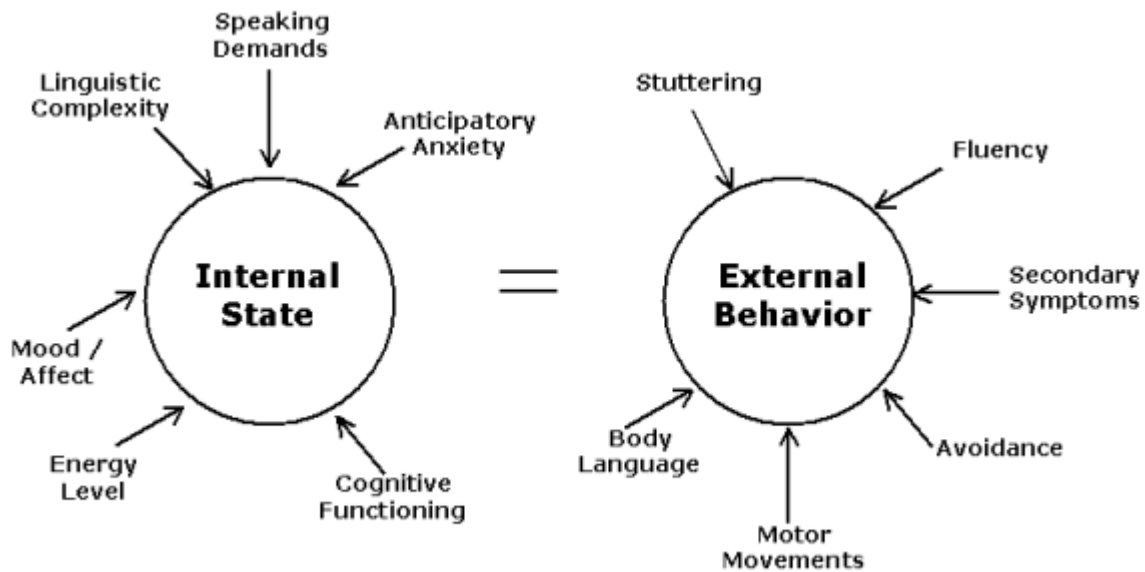 Speaking
Demands
Linguistic
Complexity
Anticipatory
Anxiety
Internal
State
Mood /
Affect
Energy
Level
Cognitive
Functioning
=
Stuttering
Fluency
External
Behavior
Secondary
Symptoms
Body
Language
Avoidance
Motor
Movements